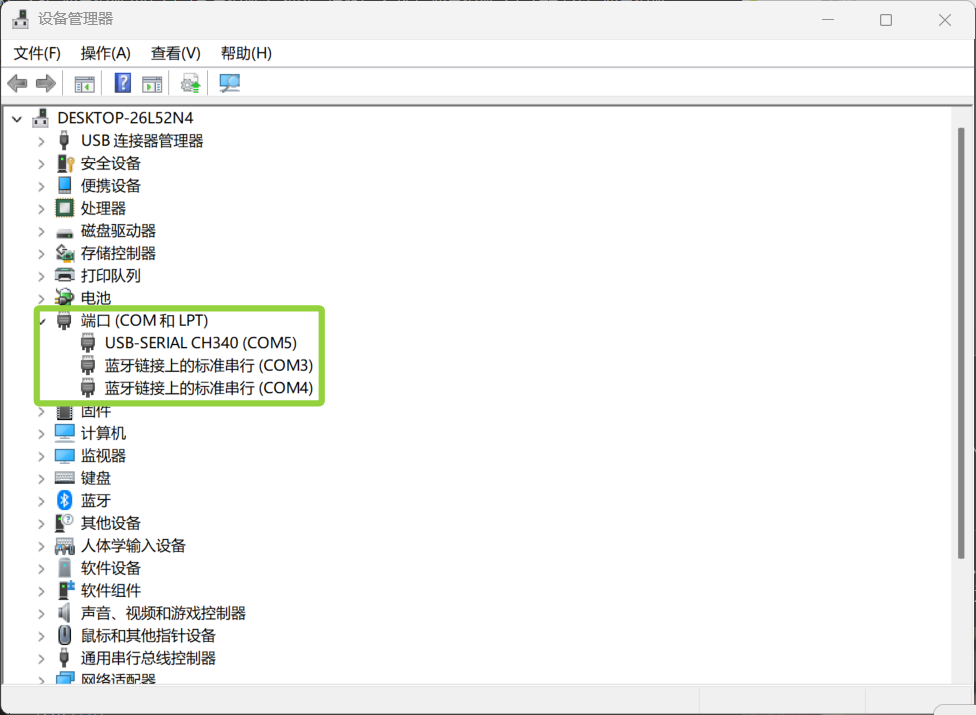 设备管理器
文件(F) 操作(A) 查看(V) 帮助(H)
DESKTOP-26L52N4
USB 连接器管理器
安全设备
便携设备
处理器
磁盘驱动器
存储控制器
打印队列
电池
端口 (COM 和 LPT)
USB-SERIAL CH340 (COM5)
蓝牙链接上的标准串行 (COM3)
蓝牙链接上的标准串行 (COM4)
固件
计算机
监视器
键盘
蓝牙
其他设备
人体学输入设备
软件设备
软件组件
声音、视频和游戏控制器
鼠标和其他指针设备
通用串行总线控制器
网络适配器